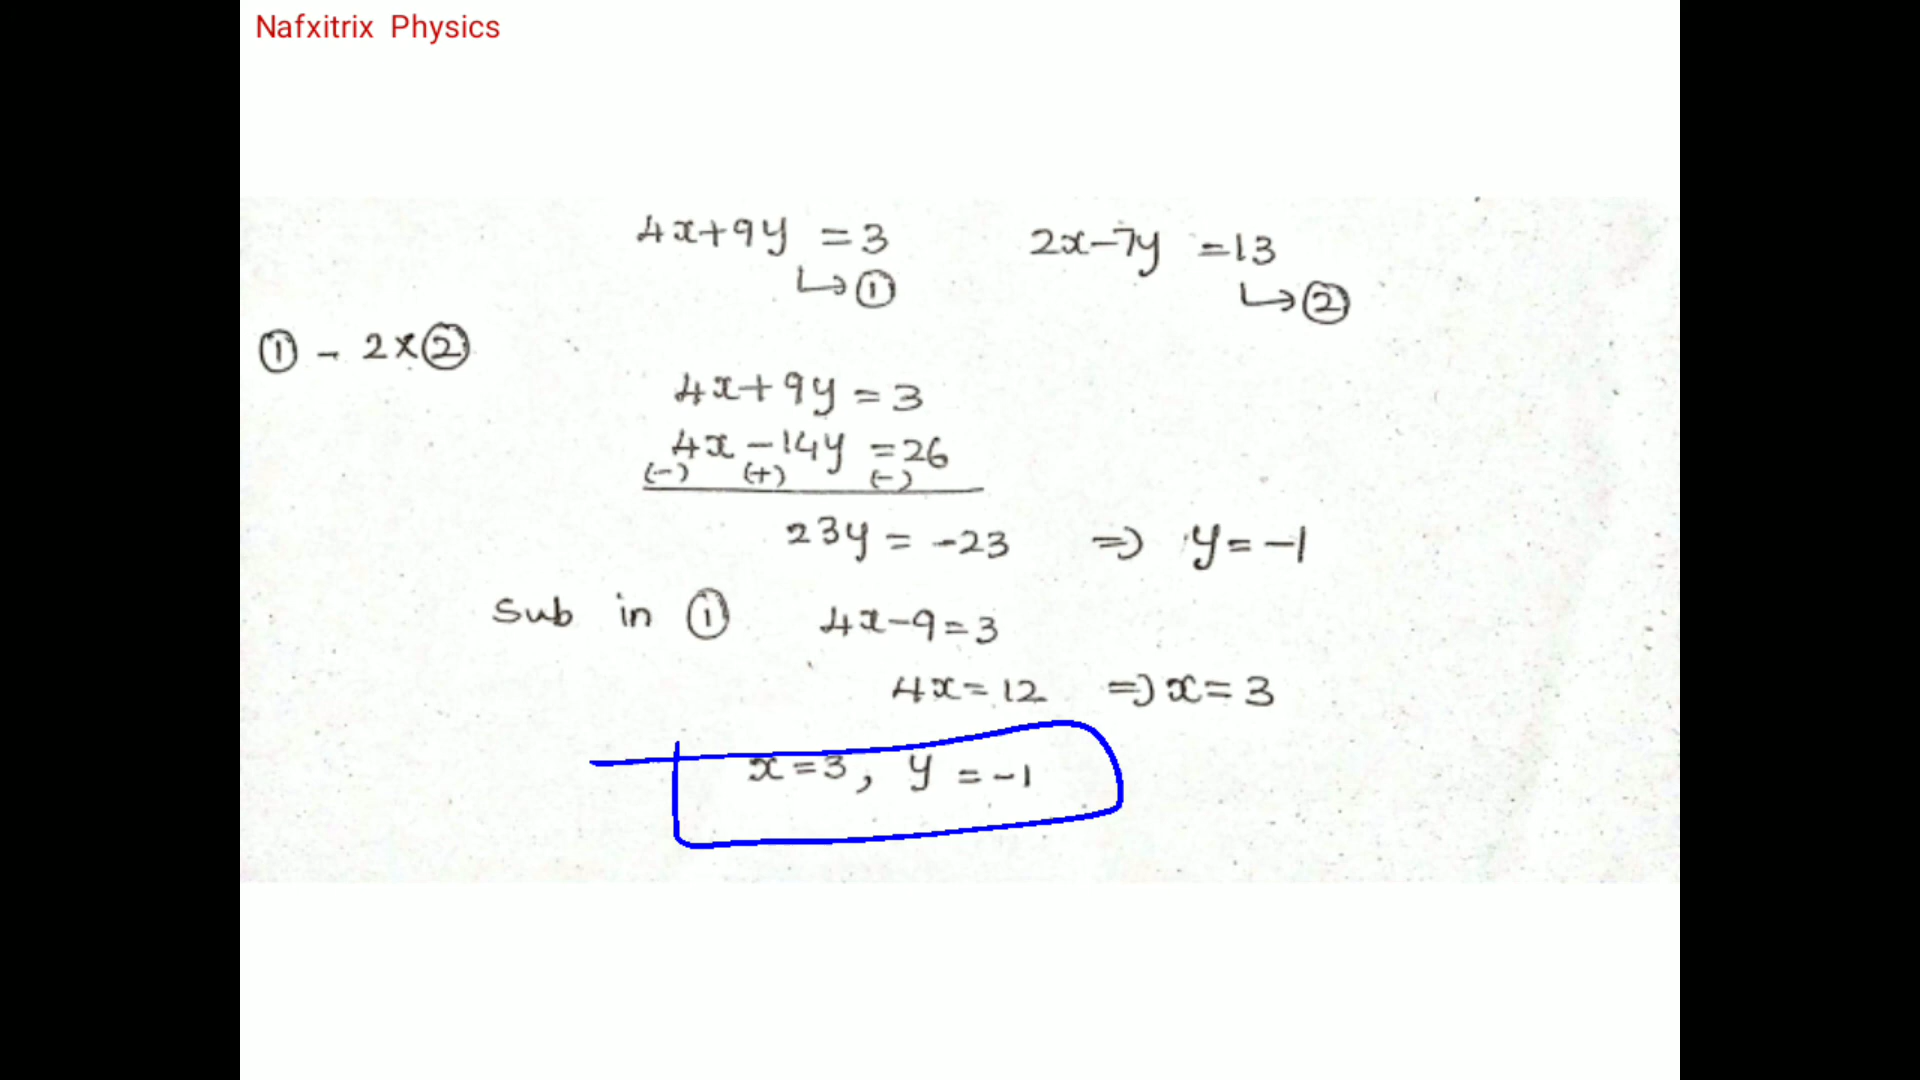 Nafxitrix Physics
4x+9y = 3 2x-7y = 13
↳① ↳②
① - 2×②
4x+9y = 3
4x-14y = 26
(-) (+) (-)
23y = -23 ⇒ y = -1
Sub in ① 4x-9=3
4x=12 ⇒ x=3
x=3, y=-1